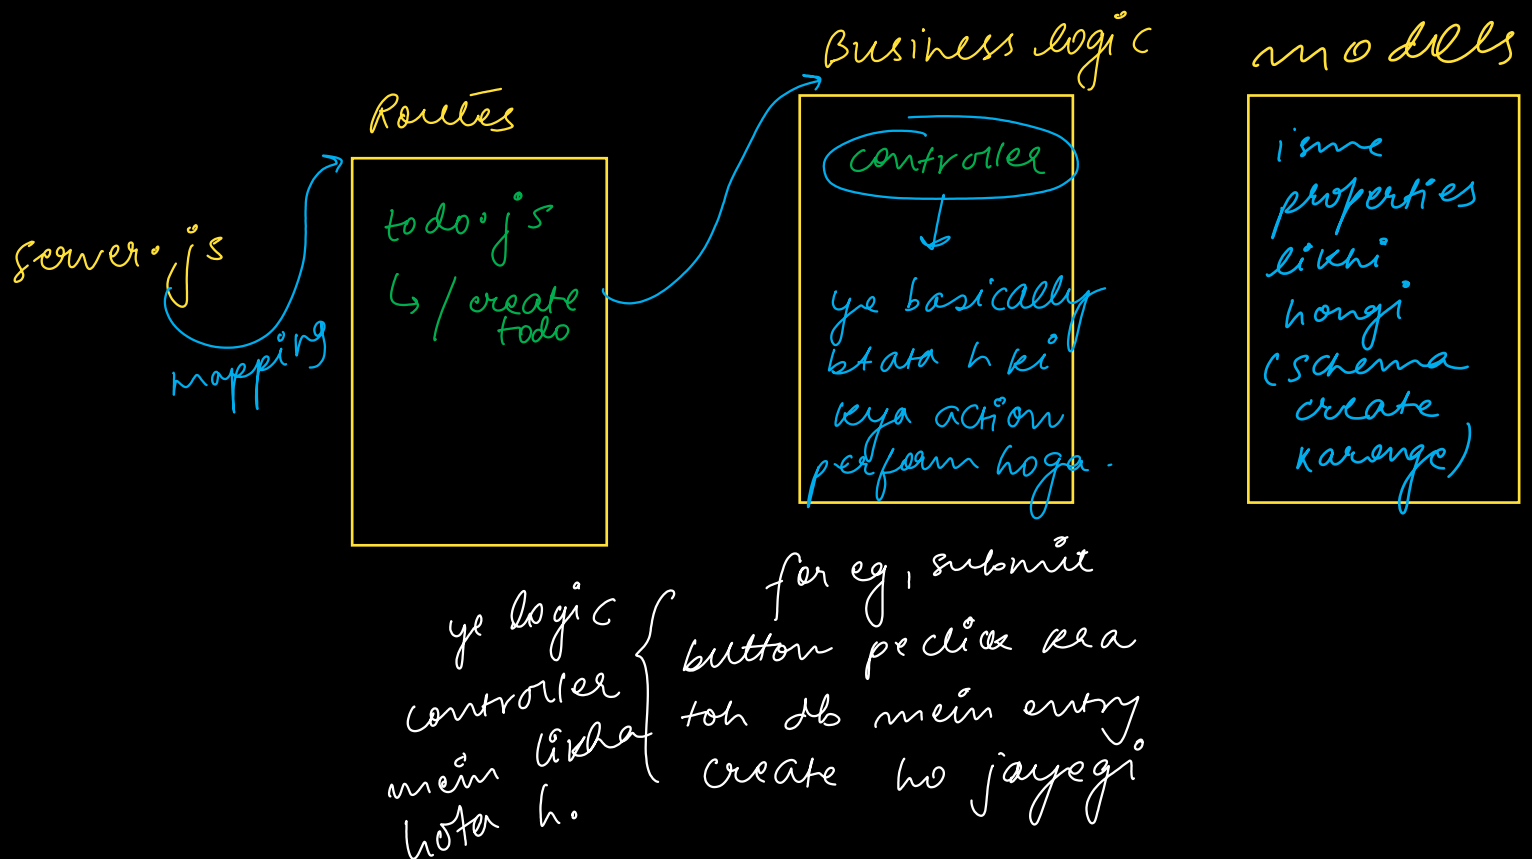 Routes
server.js
mapping
todo.js
↳ /create
todo
Business logic
controller
ye basically
btata h ki
kya action
perform hoga.
models
isme
properties
likhi
hongi
(schema
create
karenge)
ye logic
controller
mein likha
hota h.
for eg, submit
button pe click kra
toh db mein entry
create ho jayegi